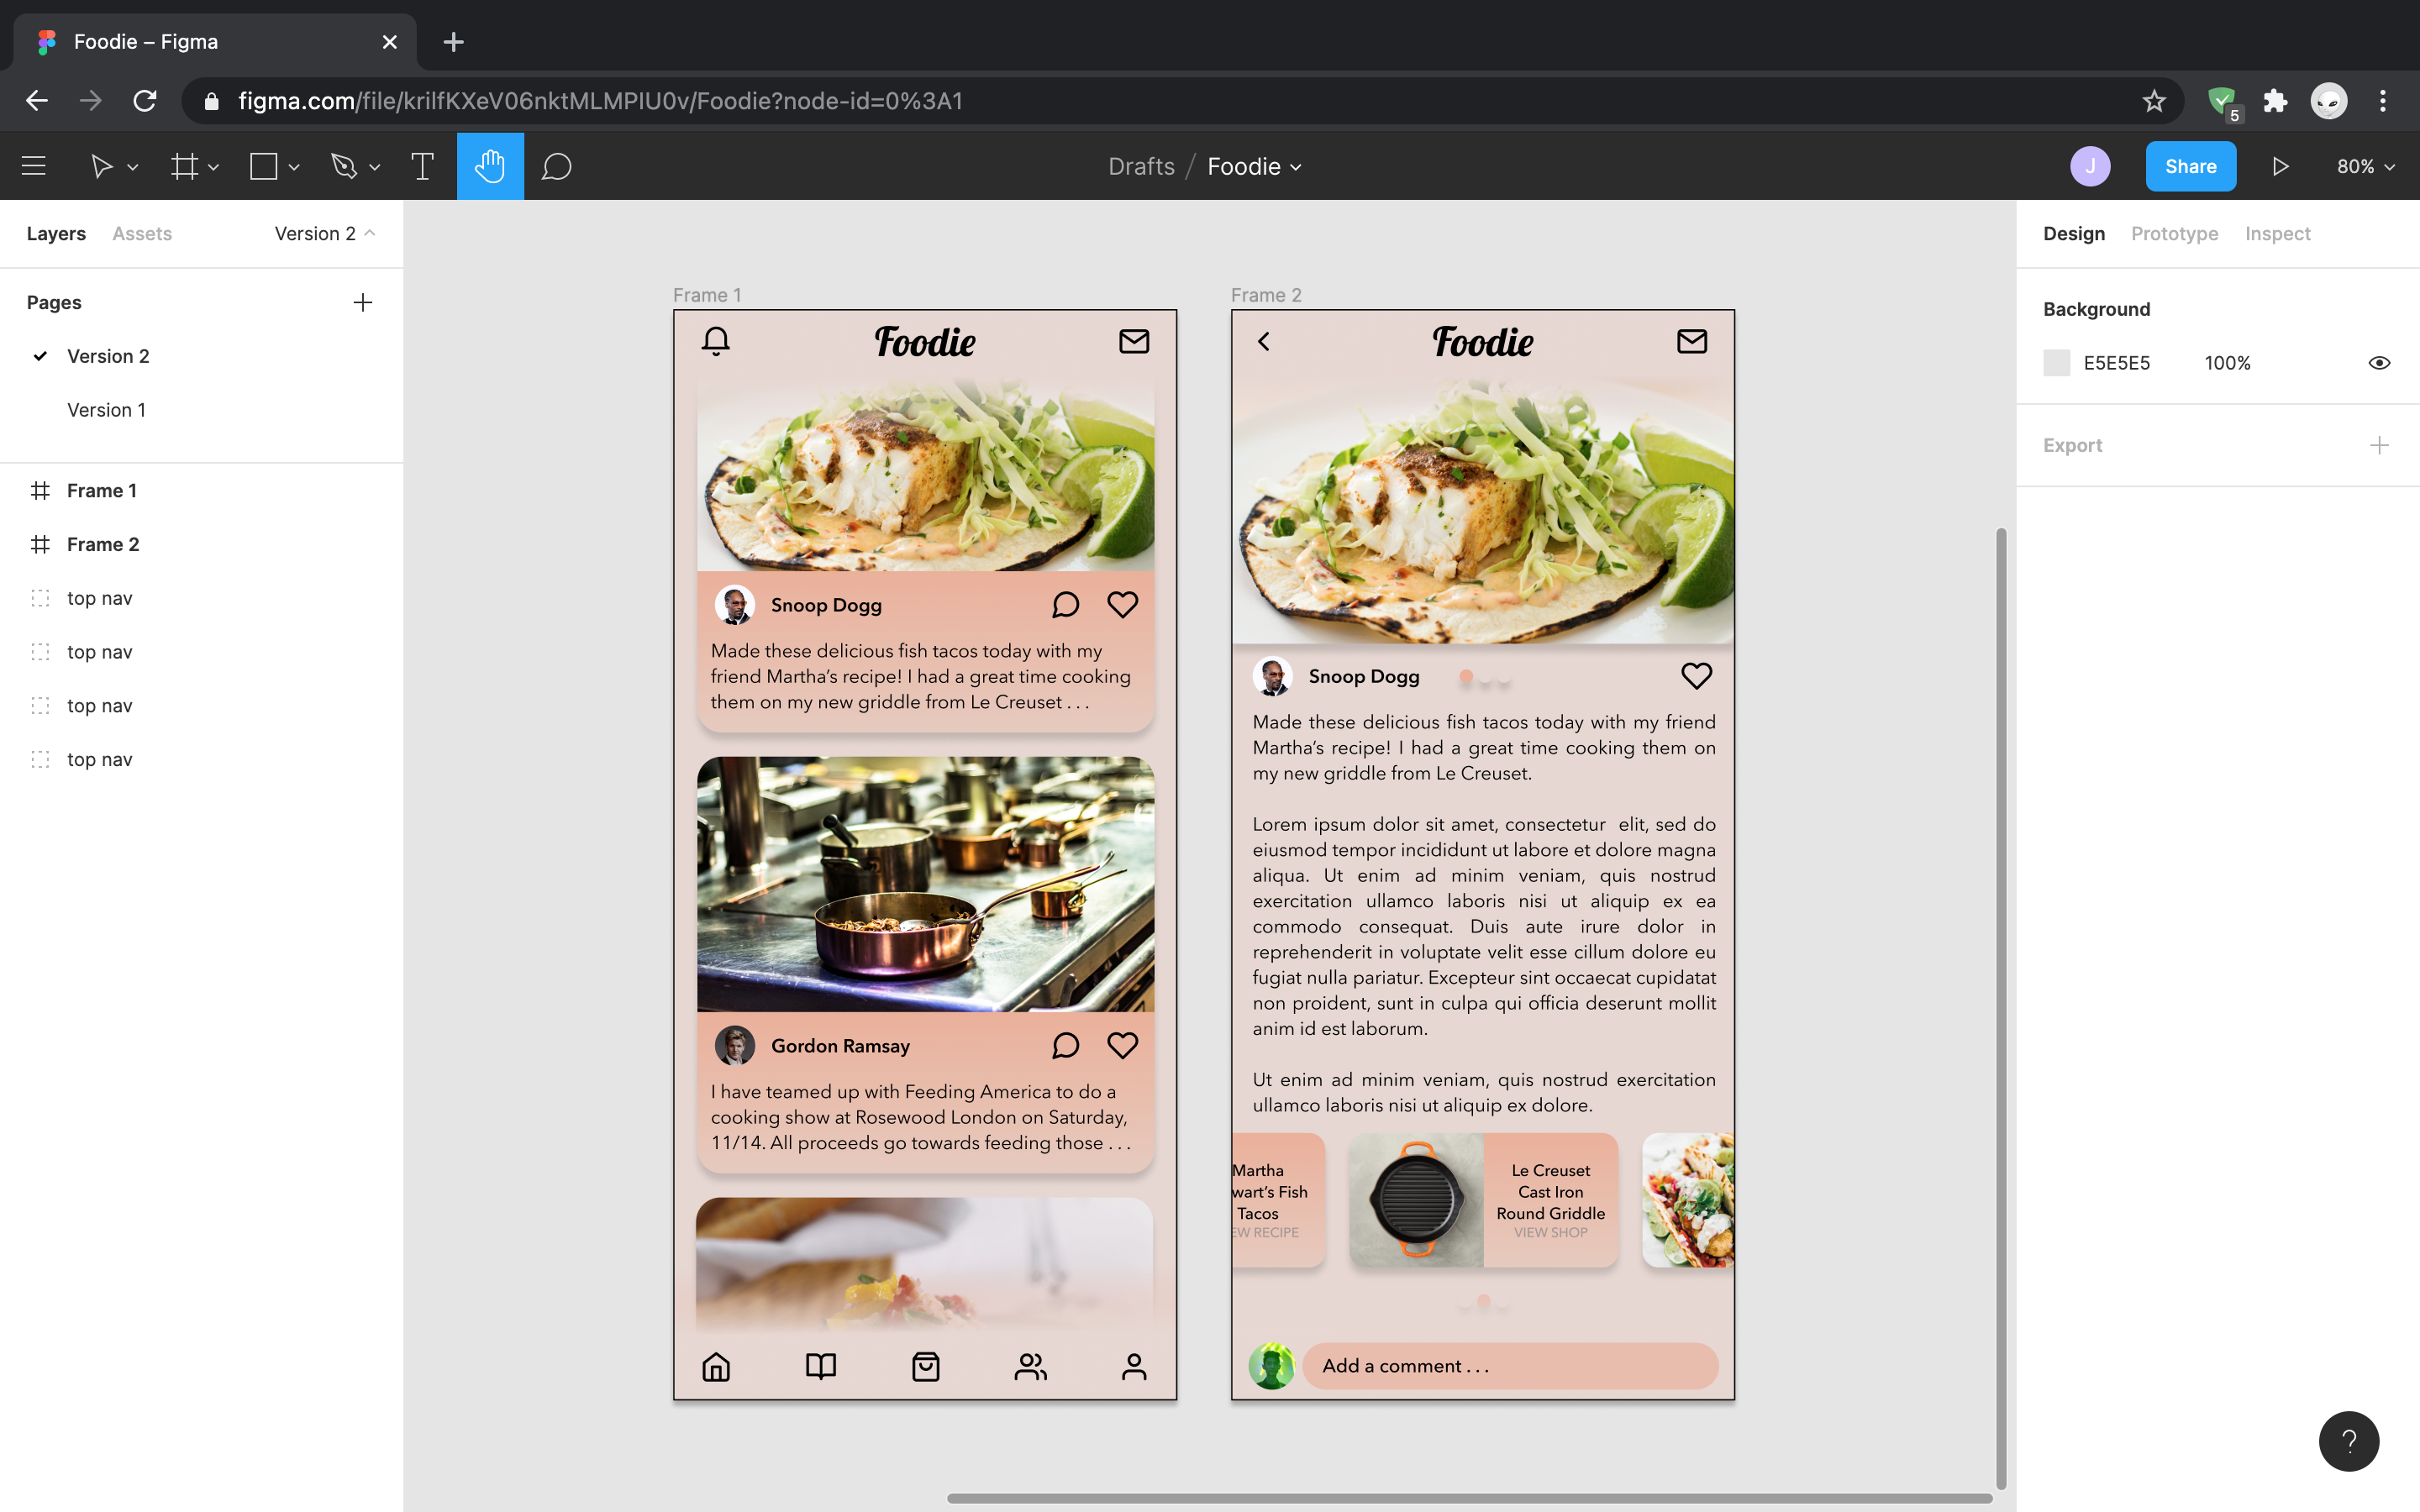 Foodie – Figma
figma.com/file/krilfKXeV06nktMLMPIU0v/Foodie?node-id=0%3A1
5
Drafts / Foodie
J
Share
80%
Layers
Assets
Version 2
Pages
Version 2
Version 1
Frame 1
Frame 2
top nav
top nav
top nav
top nav
Frame 1
Foodie
Snoop Dogg
Made these delicious fish tacos today with my
friend Martha’s recipe! I had a great time cooking
them on my new griddle from Le Creuset . . .
Gordon Ramsay
I have teamed up with Feeding America to do a
cooking show at Rosewood London on Saturday,
11/14. All proceeds go towards feeding those . . .
Frame 2
Foodie
Snoop Dogg
Made these delicious fish tacos today with my friend
Martha’s recipe! I had a great time cooking them on
my new griddle from Le Creuset.
Lorem ipsum dolor sit amet, consectetur elit, sed do
eiusmod tempor incididunt ut labore et dolore magna
aliqua. Ut enim ad minim veniam, quis nostrud
exercitation ullamco laboris nisi ut aliquip ex ea
commodo consequat. Duis aute irure dolor in
reprehenderit in voluptate velit esse cillum dolore eu
fugiat nulla pariatur. Excepteur sint occaecat cupidatat
non proident, sunt in culpa qui officia deserunt mollit
anim id est laborum.
Ut enim ad minim veniam, quis nostrud exercitation
ullamco laboris nisi ut aliquip ex dolore.
Martha
wart’s Fish
Tacos
EW RECIPE
Le Creuset
Cast Iron
Round Griddle
VIEW SHOP
Add a comment . . .
Design
Prototype
Inspect
Background
E5E5E5
100%
Export
?